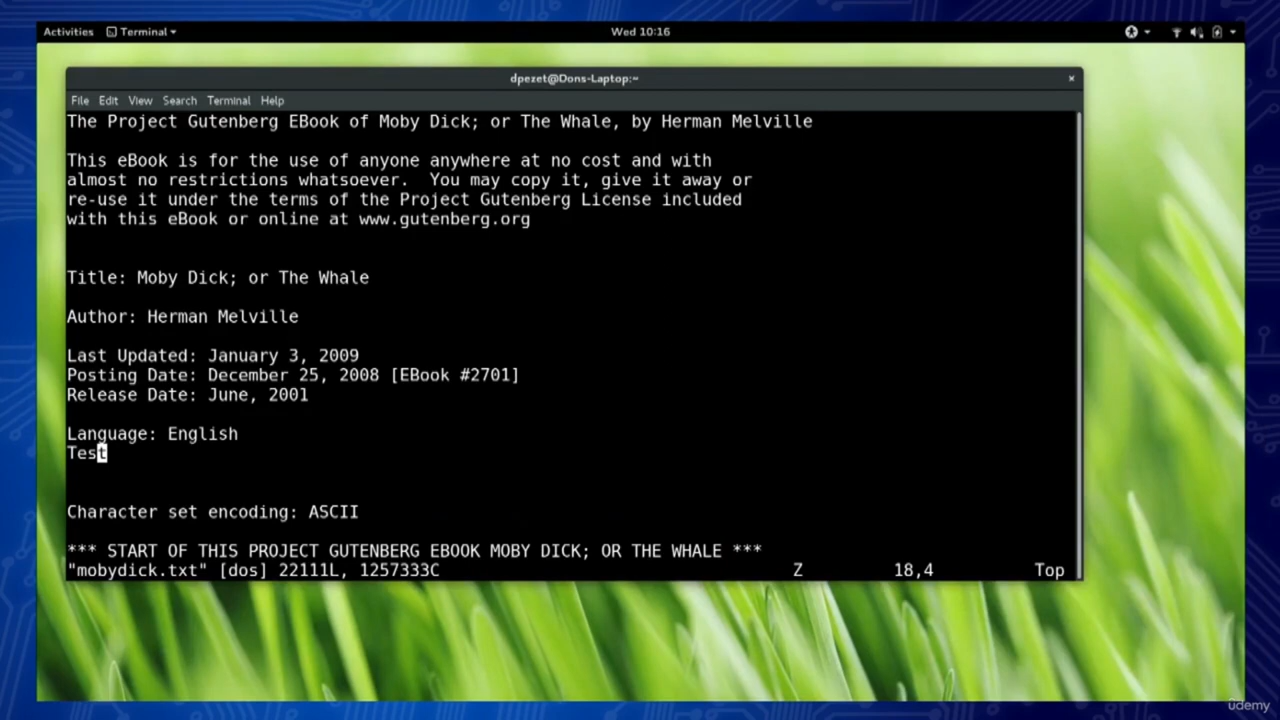 Activities Terminal Wed 10:16
dpezet@Dons-Laptop:~ ×
File Edit View Search Terminal Help
The Project Gutenberg EBook of Moby Dick; or The Whale, by Herman Melville
This eBook is for the use of anyone anywhere at no cost and with
almost no restrictions whatsoever.  You may copy it, give it away or
re-use it under the terms of the Project Gutenberg License included
with this eBook or online at www.gutenberg.org
Title: Moby Dick; or The Whale
Author: Herman Melville
Last Updated: January 3, 2009
Posting Date: December 25, 2008 [EBook #2701]
Release Date: June, 2001
Language: English
Test
Character set encoding: ASCII
*** START OF THIS PROJECT GUTENBERG EBOOK MOBY DICK; OR THE WHALE ***
"mobydick.txt" [dos] 22111L, 1257333C Z 18,4 Top
ûdemy